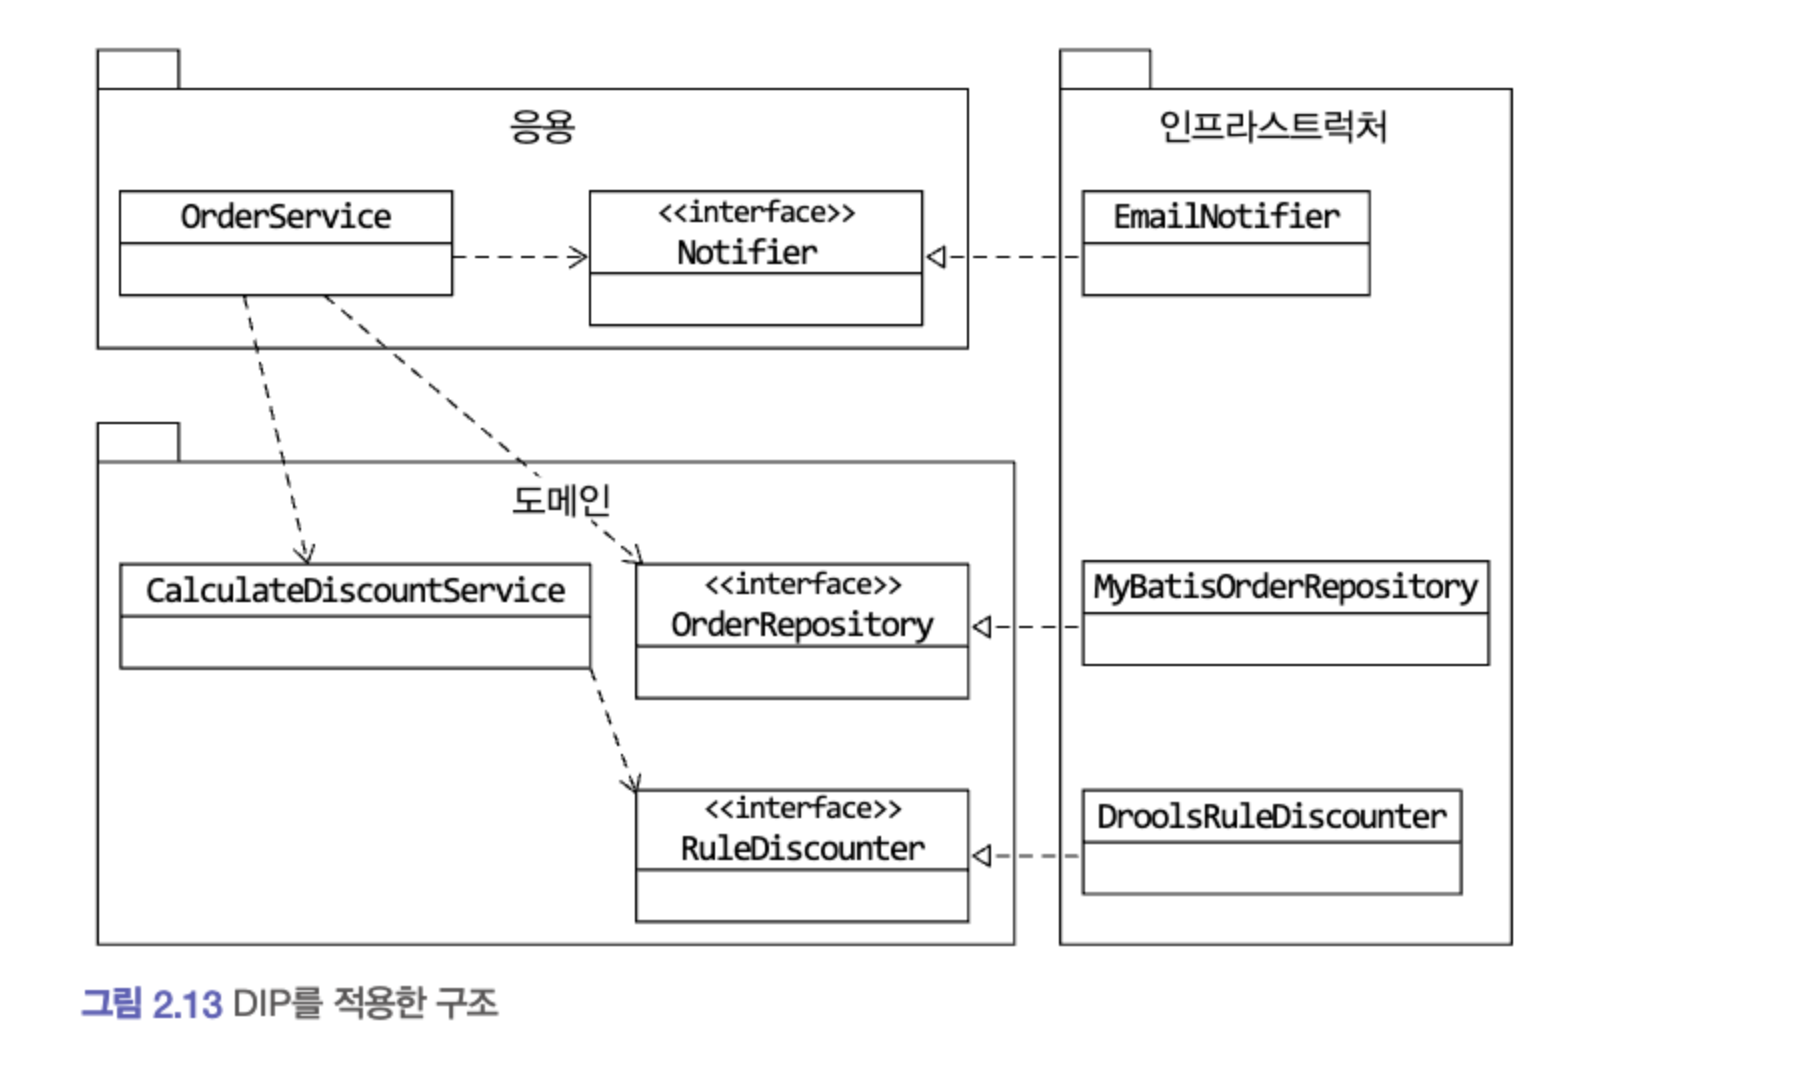 응용
인프라스트럭처
OrderService
<<interface>>
Notifier
EmailNotifier
도메인
CalculateDiscountService
<<interface>>
OrderRepository
MyBatisOrderRepository
<<interface>>
RuleDiscounter
DroolsRuleDiscounter
그림 2.13 DIP를 적용한 구조